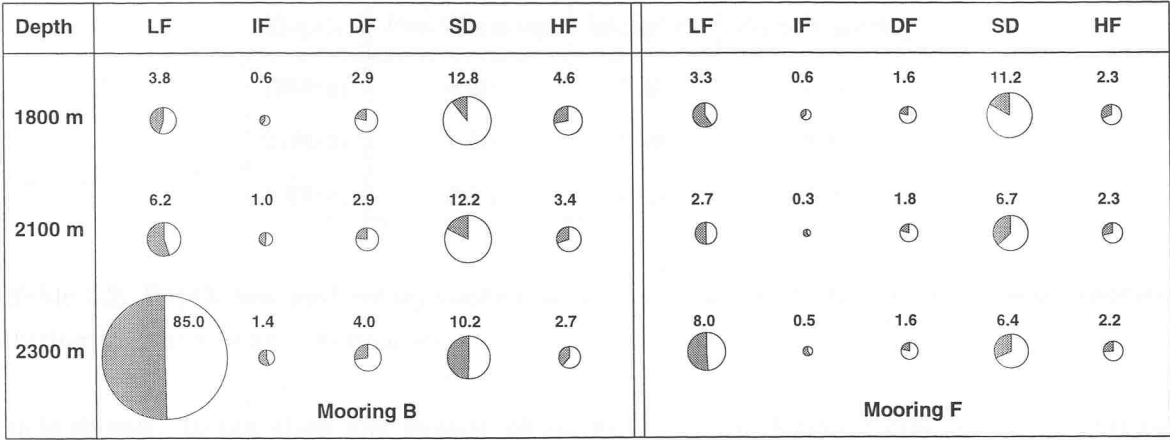 Depth LF IF DF SD HF LF IF DF SD HF
3.8 0.6 2.9 12.8 4.6 3.3 0.6 1.6 11.2 2.3
1800 m
6.2 1.0 2.9 12.2 3.4 2.7 0.3 1.8 6.7 2.3
2100 m
85.0 1.4 4.0 10.2 2.7 8.0 0.5 1.6 6.4 2.2
2300 m
Mooring B Mooring F